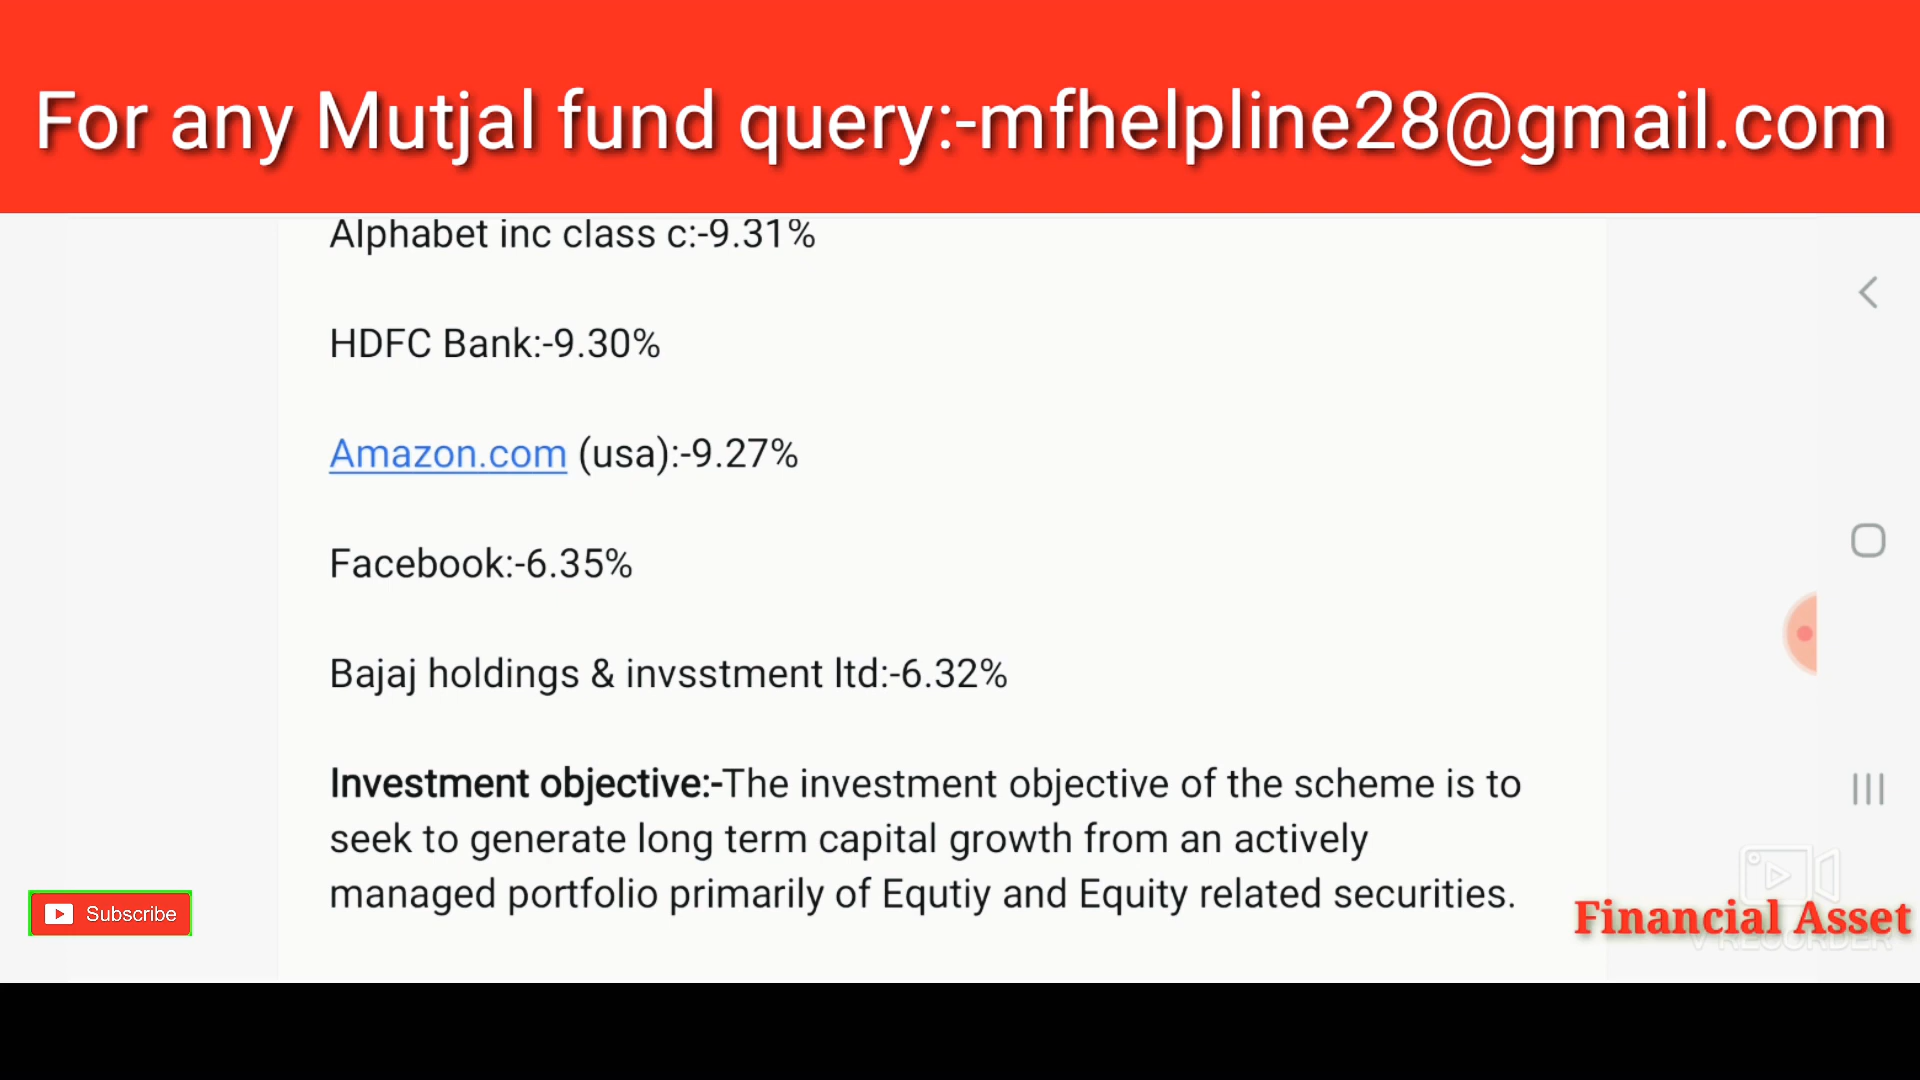 For any Mutjal fund query:-mfhelpline28@gmail.com
Alphabet inc class c:-9.31%
HDFC Bank:-9.30%
Amazon.com (usa):-9.27%
Facebook:-6.35%
Bajaj holdings & invsstment ltd:-6.32%
Investment objective:-The investment objective of the scheme is to
seek to generate long term capital growth from an actively
managed portfolio primarily of Equtiy and Equity related securities.
Subscribe
Financial Asset
V RECORDER